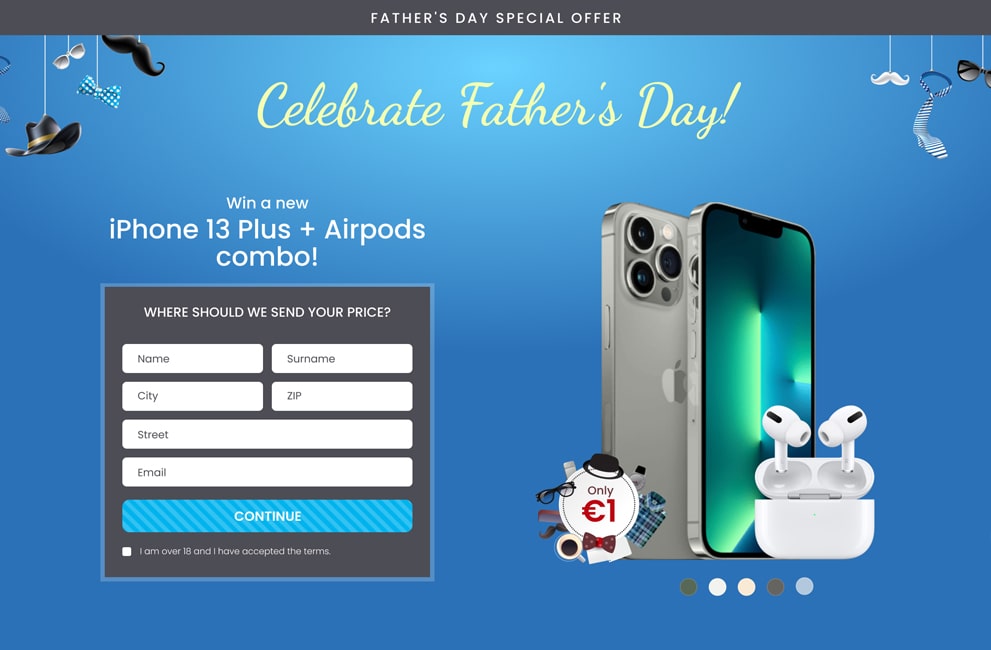 FATHER'S DAY SPECIAL OFFER
Celebrate Father's Day!
Win a new
iPhone 13 Plus + Airpods
combo!
WHERE SHOULD WE SEND YOUR PRICE?
Name
Surname
City
ZIP
Street
Email
CONTINUE
I am over 18 and I have accepted the terms.
Only
€1